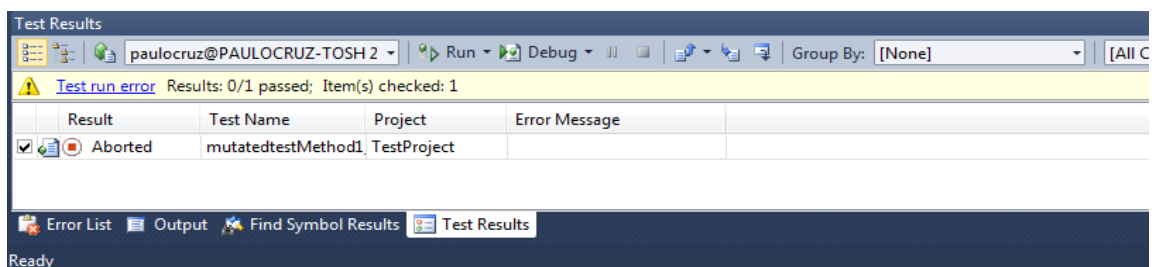 Test Results
paulocruz@PAULOCRUZ-TOSH 2 Run Debug Group By: [None] [All C
Test run error Results: 0/1 passed; Item(s) checked: 1
Result Test Name Project Error Message
Aborted mutatedtestMethod1 TestProject
Error List Output Find Symbol Results Test Results
Ready